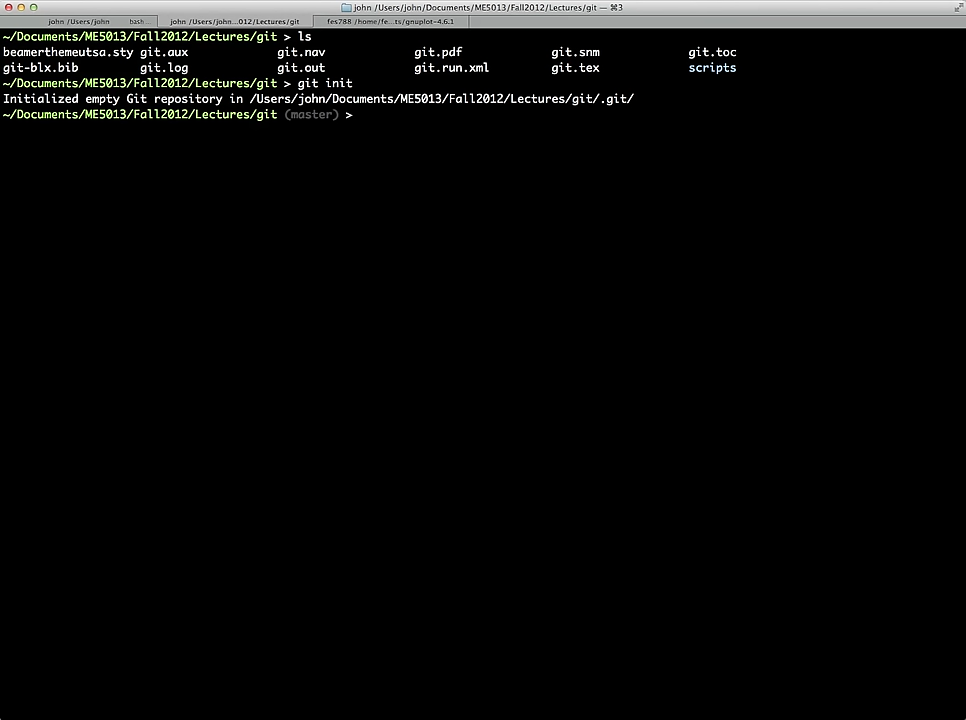 john /Users/john/Documents/ME5013/Fall2012/Lectures/git — ⌘3
john /Users/john bash... john /Users/john...012/Lectures/git fes788 /home/fe...ts/gnuplot-4.6.1
~/Documents/ME5013/Fall2012/Lectures/git > ls
beamerthemeutsa.sty git.aux git.nav git.pdf git.snm git.toc
git-blx.bib git.log git.out git.run.xml git.tex scripts
~/Documents/ME5013/Fall2012/Lectures/git > git init
Initialized empty Git repository in /Users/john/Documents/ME5013/Fall2012/Lectures/git/.git/
~/Documents/ME5013/Fall2012/Lectures/git (master) >